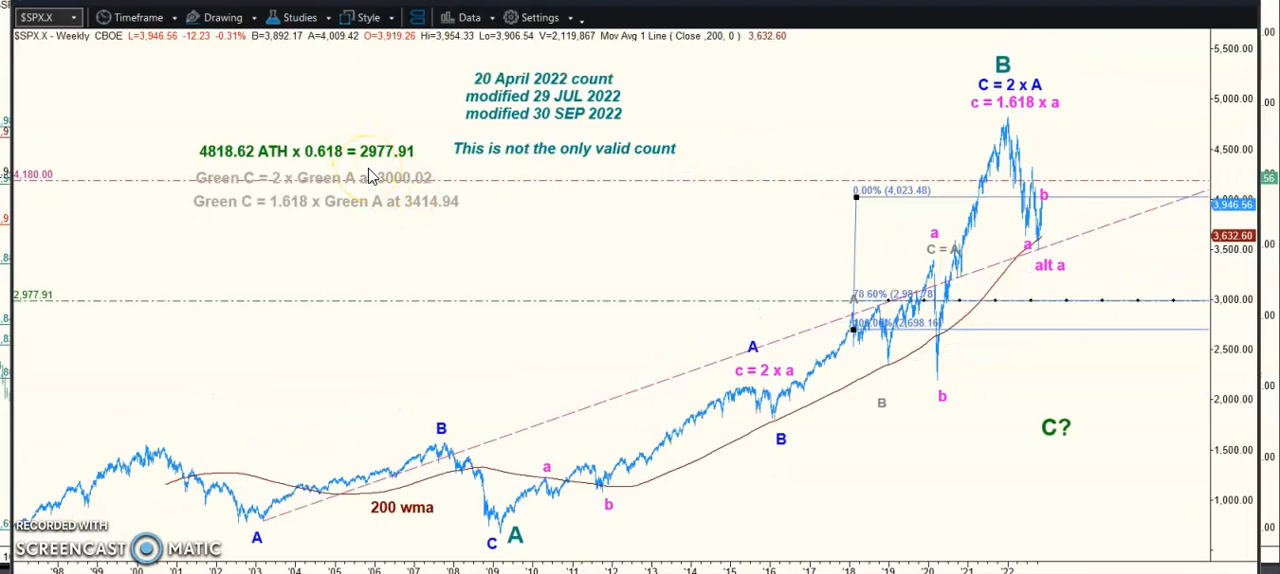 $SPX.X Timeframe Drawing Studies Style Data Settings
$SPX.X - Weekly CBOE L=3,946.56 -12.23 -0.31% B=3,892.17 A=4,009.42 O=3,919.26 Hi=3,954.33 Lo=3,906.54 V=2,119,867 Mov Avg 1 Line ( Close ,200, 0 ) 3,632.60
5,500.00
B
20 April 2022 count
C = 2 x A
modified 29 JUL 2022
5,000.00
c = 1.618 x a
modified 30 SEP 2022
4818.62 ATH x 0.618 = 2977.91
This is not the only valid count
4,500.00
4,180.00
Green C = 2 x Green A at 3000.02
0.00% (4,023.48)
b
Green C = 1.618 x Green A at 3414.94
3,946.56
a
3,632.60
a
C = A
3,500.00
alt a
2,977.91
A
78.60% (2,981.78)
3,000.00
100.00% (2,698.16)
A
2,500.00
c = 2 x a
b
B
2,000.00
B
B
C?
1,500.00
a
b
200 wma
1,000.00
RECORDED WITH
A
C
A
SCREENCAST MATIC
'98 '99 '00 '01 '02 '03 '04 '05 '06 '07 '08 '09 '10 '11 '12 '13 '14 '15 '16 '17 '18 '19 '20 '21 '22